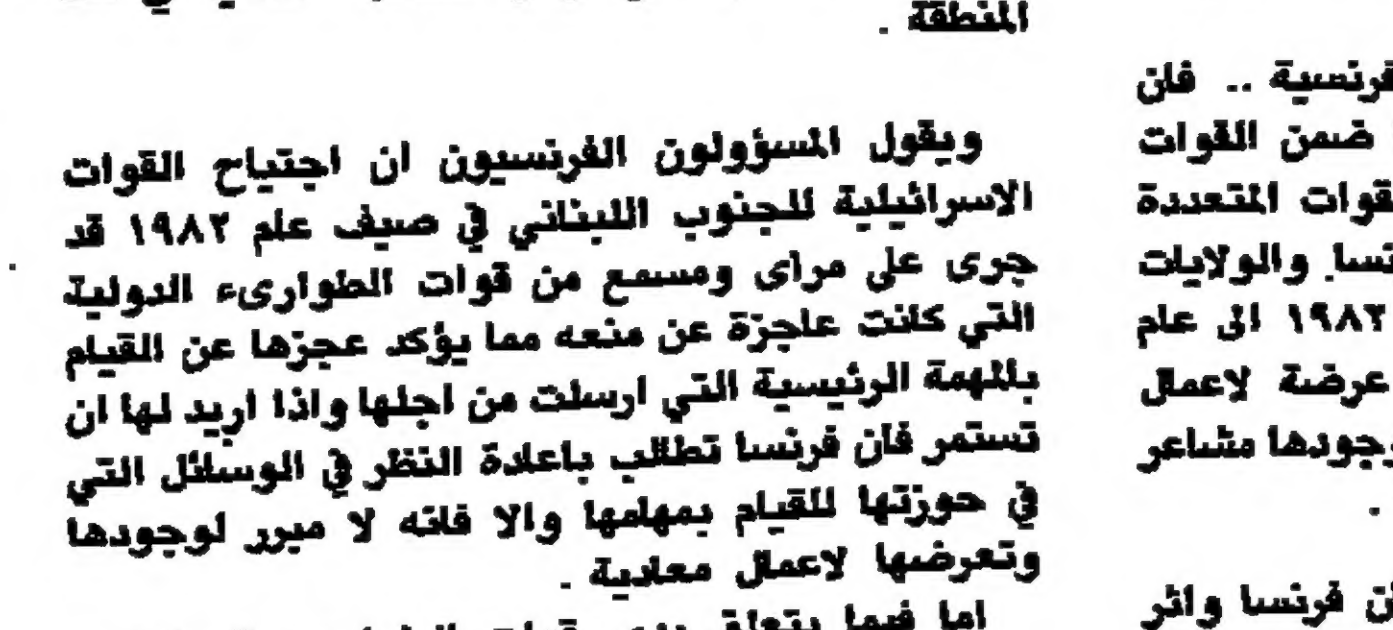 فرنسية .. فان
ضمن القوات
قوات المتعددة
والولايات
١٩٨٢ الى عام
عرضة لاعمال
مشاعر
.
فرنسا واثر
المنطقة .
ويقول المسؤولون الفرنسيون ان اجتياح القوات
الاسرائيلية للجنوب اللبناني في صيف عام ١٩٨٢ قد
جرى على مراى ومسمع من قوات الطوارىء الدولية
التي كانت عاجزة عن منعه مما يؤكد عجزها عن القيام
بالمهمة الرئيسية التي ارسلت من اجلها واذا اريد لها ان
تستمر فان فرنسا تطالب باعادة النظر في الوسائل التي
في حوزتها للقيام بمهامها والا فانه لا مبرر لوجودها
وتعرضها لاعمال معادية .
اما فيما يتعلق